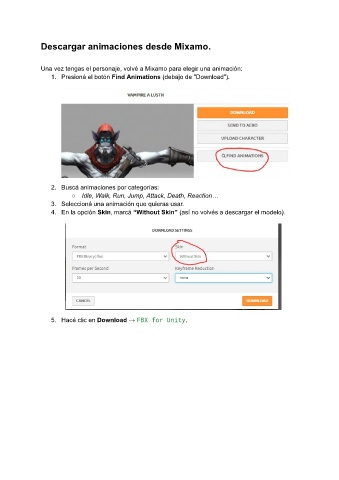 Descargar animaciones desde Mixamo.
Una vez tengas el personaje, volvé a Mixamo para elegir una animación:
1. Presioná el botón Find Animations (debajo de "Download").
VAMPIRE A LUSTH
DOWNLOAD
SEND TO AERO
UPLOAD CHARACTER
FIND ANIMATIONS
2. Buscá animaciones por categorías:
○ Idle, Walk, Run, Jump, Attack, Death, Reaction...
3. Seleccioná una animación que quieras usar.
4. En la opción Skin, marcá "Without Skin" (así no volvés a descargar el modelo).
DOWNLOAD SETTINGS
Format
Skin
FBX Binary(.fbx)
Without Skin
Frames per Second
Keyframe Reduction
30
none
CANCEL
DOWNLOAD
5. Hacé clic en Download → FBX for Unity.